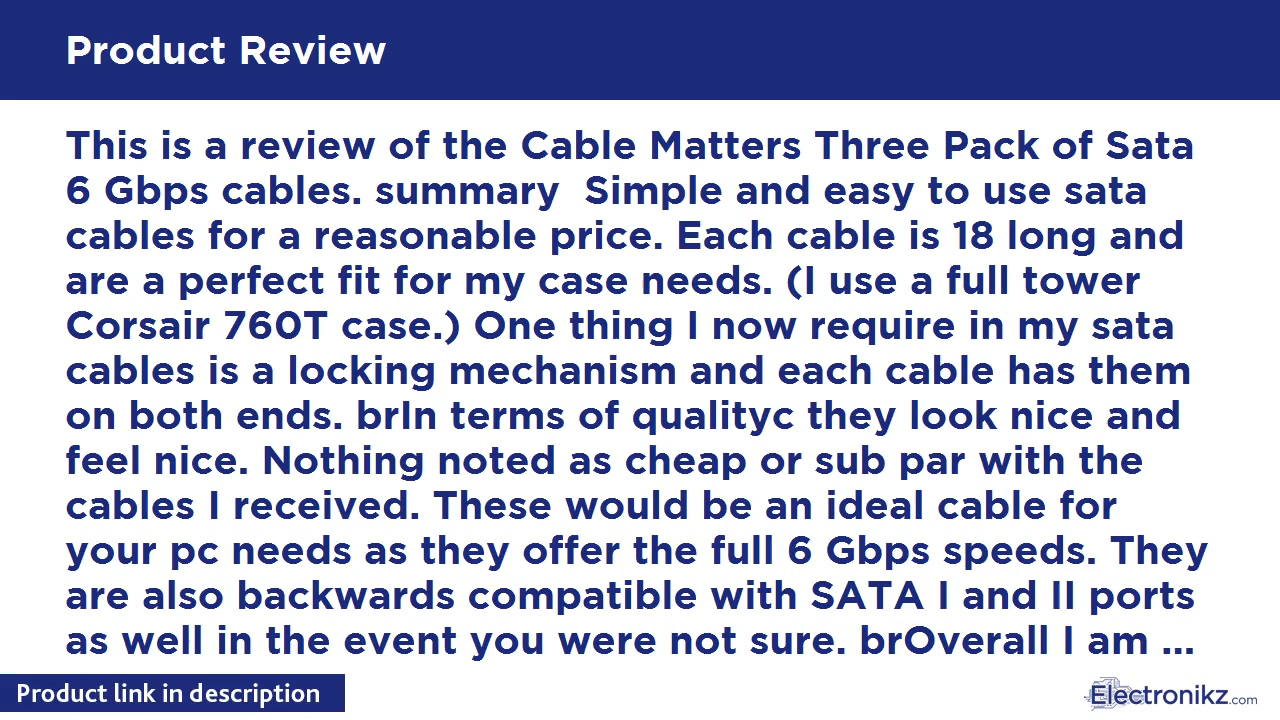 Product Review
This is a review of the Cable Matters Three Pack of Sata
6 Gbps cables. summary  Simple and easy to use sata
cables for a reasonable price. Each cable is 18 long and
are a perfect fit for my case needs. (I use a full tower
Corsair 760T case.) One thing I now require in my sata
cables is a locking mechanism and each cable has them
on both ends. brIn terms of qualityc they look nice and
feel nice. Nothing noted as cheap or sub par with the
cables I received. These would be an ideal cable for
your pc needs as they offer the full 6 Gbps speeds. They
are also backwards compatible with SATA I and II ports
as well in the event you were not sure. brOverall I am ...
Product link in description
Electronikz.com